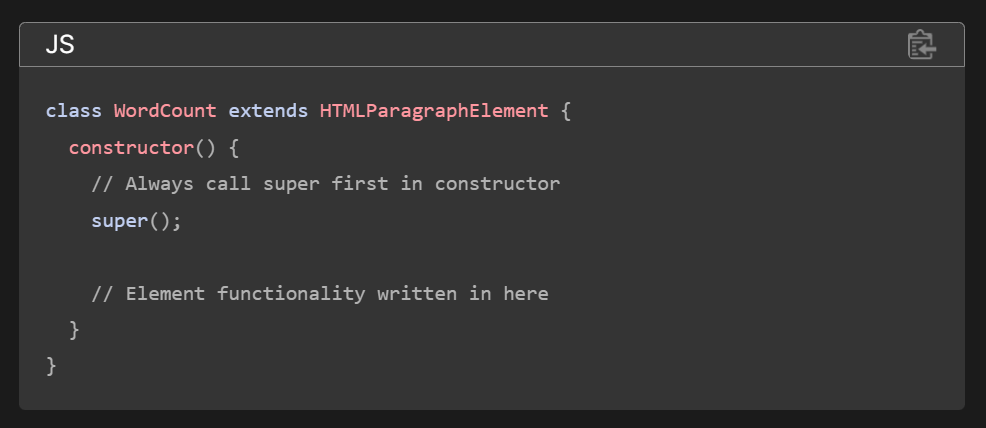 JS
class WordCount extends HTMLParagraphElement {
  constructor() {
    // Always call super first in constructor
    super();

    // Element functionality written in here
  }
}